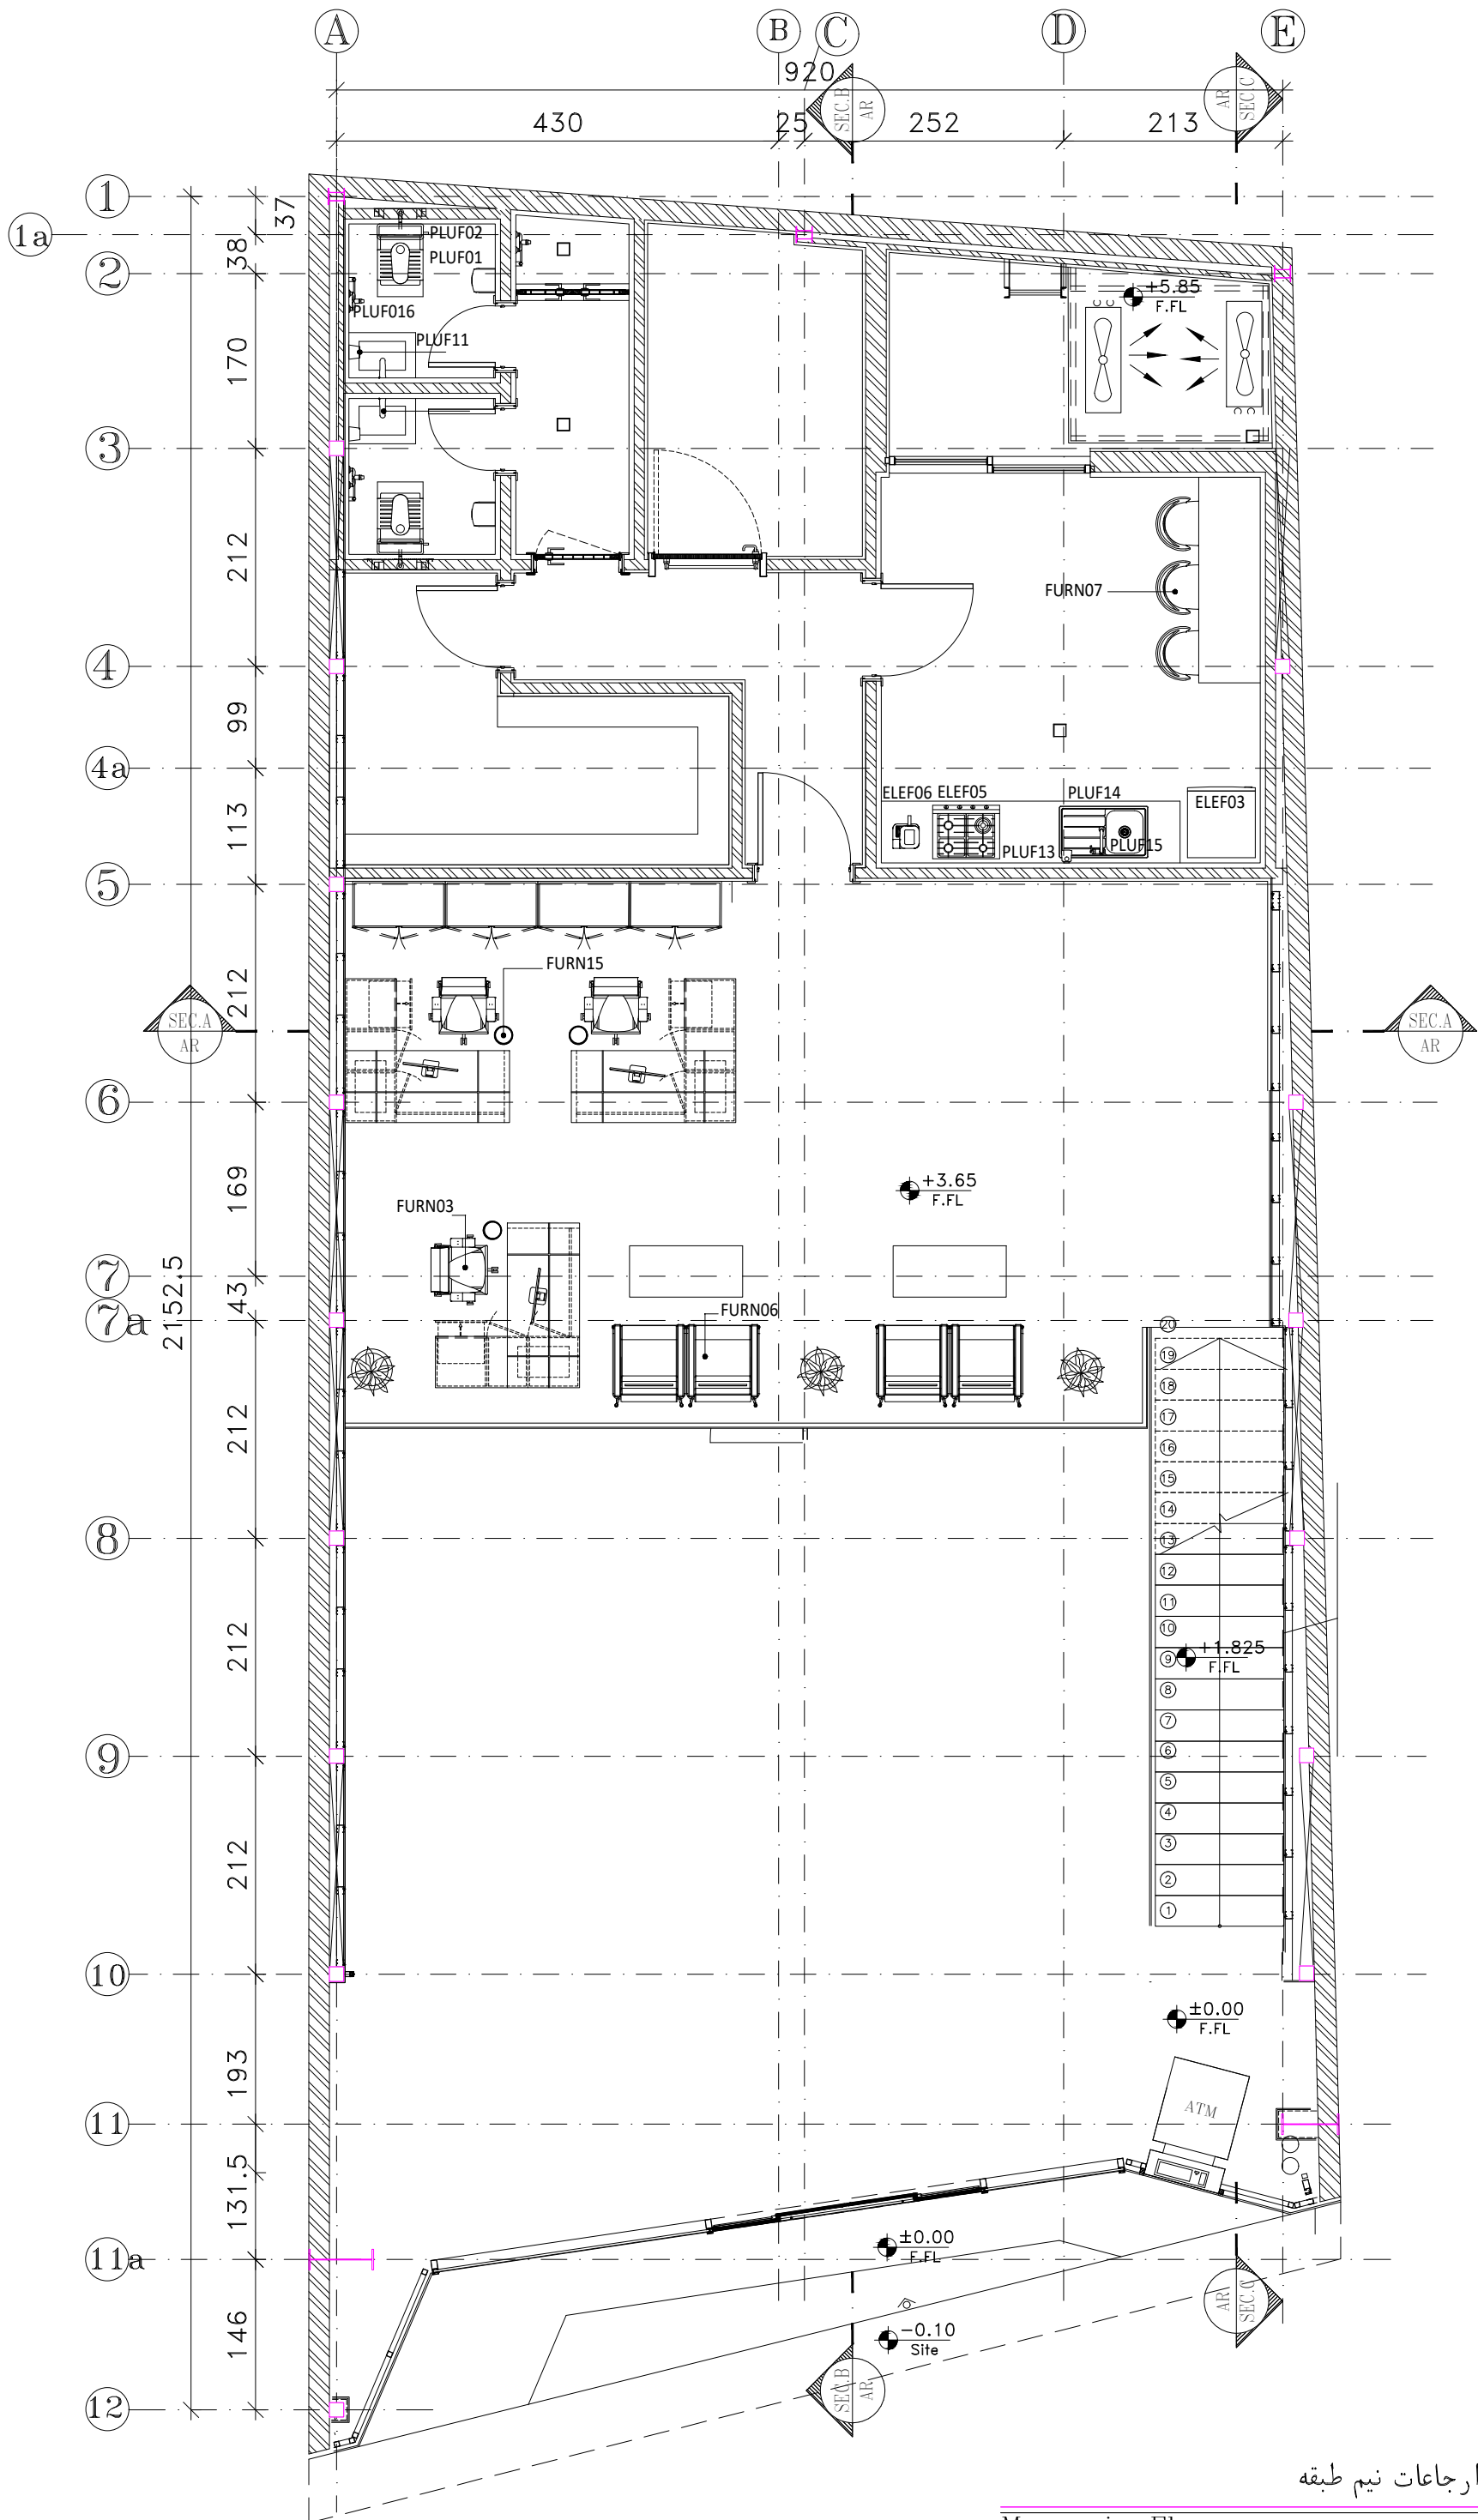 A B C D E
920
430 25 252 213
SEC.B AR
AR SEC.C
1
37
1a
38
2
PLUF02
PLUF01
+5.85
F.FL
PLUF016
170
PLUF11
3
212
FURN07
4
99
4a
113
ELEF06 ELEF05 PLUF14 ELEF03
PLUF13 PLUF15
5
212
FURN15
SEC.A AR
SEC.A AR
6
169
+3.65
F.FL
FURN03
2152.5
7
43
FURN06
7a
20
19
18
17
16
15
14
13
12
11
10
9
8
7
6
5
4
3
2
1
212
8
212
+1.825
F.FL
9
212
10
±0.00
F.FL
193
ATM
11
131.5
±0.00
F.FL
11a
146
-0.10
Site
AR SEC.C
SEC.B AR
12
ارجاعات نیم طبقه